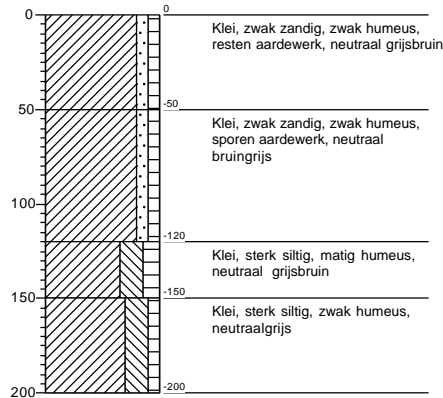 0
0
Klei, zwak zandig, zwak humeus,
resten aardewerk, neutraal grijsbruin
50
-50
Klei, zwak zandig, zwak humeus,
sporen aardewerk, neutraal
bruingrijs
100
-120
Klei, sterk siltig, matig humeus,
neutraal grijsbruin
150
-150
Klei, sterk siltig, zwak humeus,
neutraalgrijs
200
-200